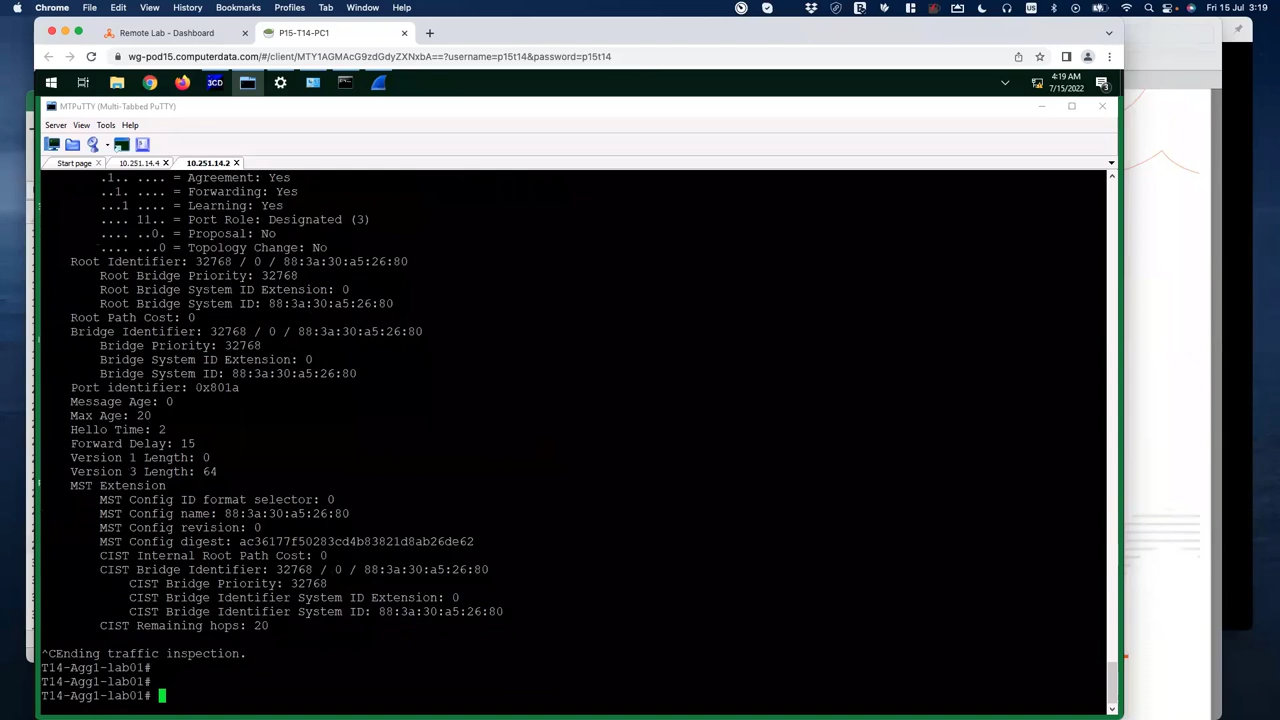 Chrome File Edit View History Bookmarks Profiles Tab Window Help Fri 15 Jul 3:19
Remote Lab - Dashboard × P15-T14-PC1 × +
wg-pod15.computerdata.com/#/client/MTY1AGMAcG9zdGdyZXNxbA==?username=p15t14&password=p15t14
3CD 4:19 AM
7/15/2022 3
MTPuTTY (Multi-Tabbed PuTTY)
Server View Tools Help
Start page × 10.251.14.4 × 10.251.14.2 ×
.1.. .... = Agreement: Yes
..1. .... = Forwarding: Yes
...1 .... = Learning: Yes
.... 11.. = Port Role: Designated (3)
.... ..0. = Proposal: No
.... ...0 = Topology Change: No
Root Identifier: 32768 / 0 / 88:3a:30:a5:26:80
Root Bridge Priority: 32768
Root Bridge System ID Extension: 0
Root Bridge System ID: 88:3a:30:a5:26:80
Root Path Cost: 0
Bridge Identifier: 32768 / 0 / 88:3a:30:a5:26:80
Bridge Priority: 32768
Bridge System ID Extension: 0
Bridge System ID: 88:3a:30:a5:26:80
Port identifier: 0x801a
Message Age: 0
Max Age: 20
Hello Time: 2
Forward Delay: 15
Version 1 Length: 0
Version 3 Length: 64
MST Extension
MST Config ID format selector: 0
MST Config name: 88:3a:30:a5:26:80
MST Config revision: 0
MST Config digest: ac36177f50283cd4b83821d8ab26de62
CIST Internal Root Path Cost: 0
CIST Bridge Identifier: 32768 / 0 / 88:3a:30:a5:26:80
CIST Bridge Priority: 32768
CIST Bridge Identifier System ID Extension: 0
CIST Bridge Identifier System ID: 88:3a:30:a5:26:80
CIST Remaining hops: 20
^CEnding traffic inspection.
T14-Agg1-lab01#
T14-Agg1-lab01#
T14-Agg1-lab01#